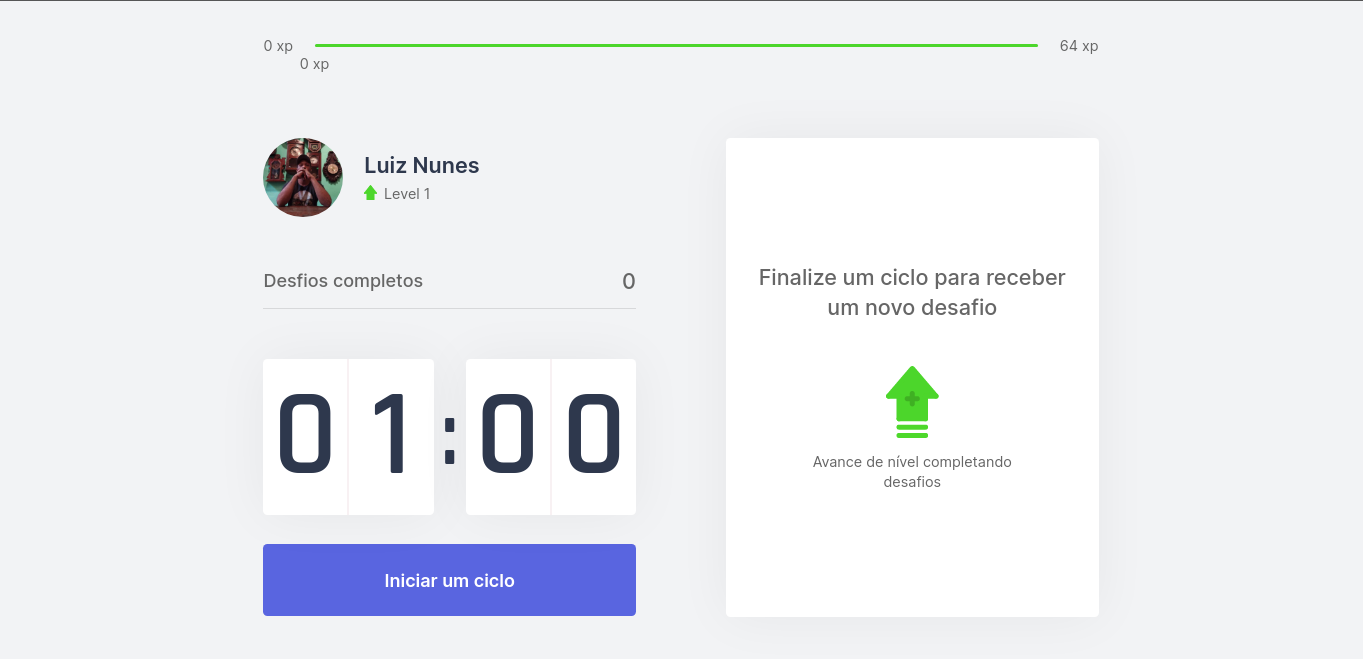 0 xp
64 xp
0 xp
Luiz Nunes
Level 1
Desfios completos
0
01:00
Iniciar um ciclo
Finalize um ciclo para receber
um novo desafio
Avance de nível completando
desafios